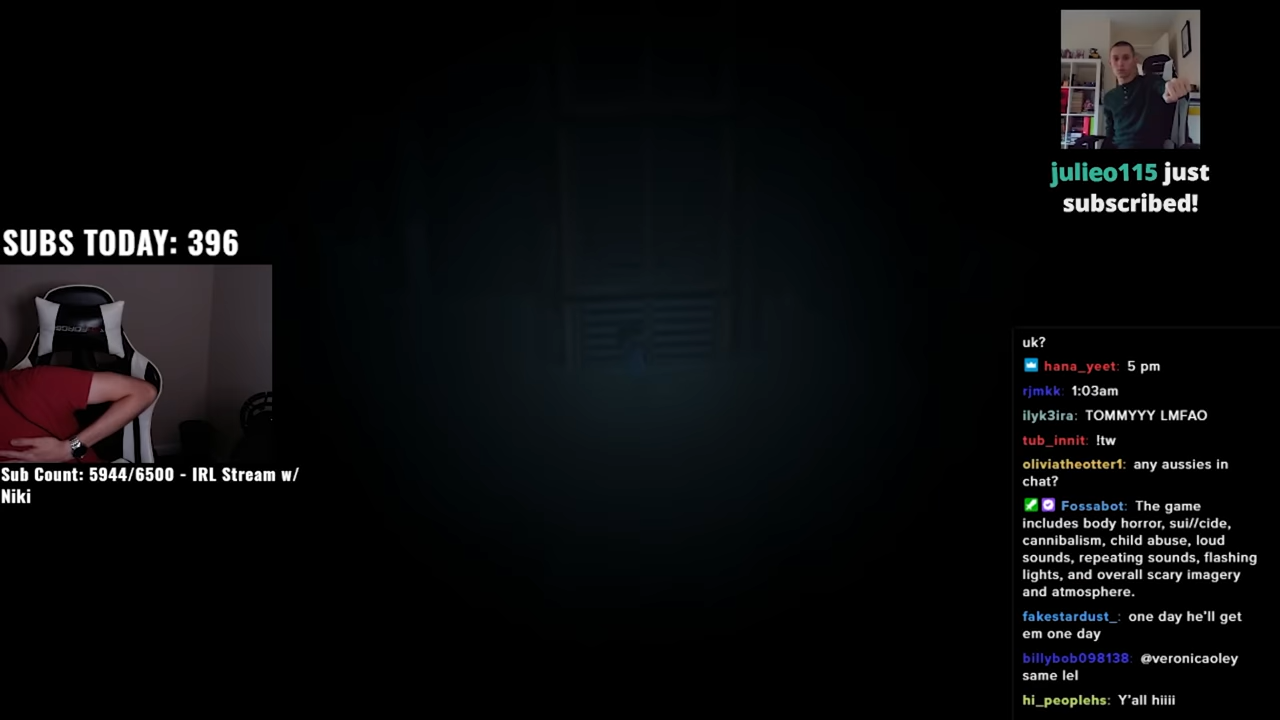 SUBS TODAY: 396
Sub Count: 5944/6500 - IRL Stream w/
Niki
julieo115 just
subscribed!
uk?
hana_yeet: 5 pm
rjmkk: 1:03am
ilyk3ira: TOMMYYY LMFAO
tub_innit: !tw
oliviatheotter1: any aussies in
chat?
Fossabot: The game
includes body horror, sui//cide,
cannibalism, child abuse, loud
sounds, repeating sounds, flashing
lights, and overall scary imagery
and atmosphere.
fakestardust_: one day he'll get
em one day
billybob098138: @veronicaoley
same lel
hi_peoplehs: Y'all hiiii